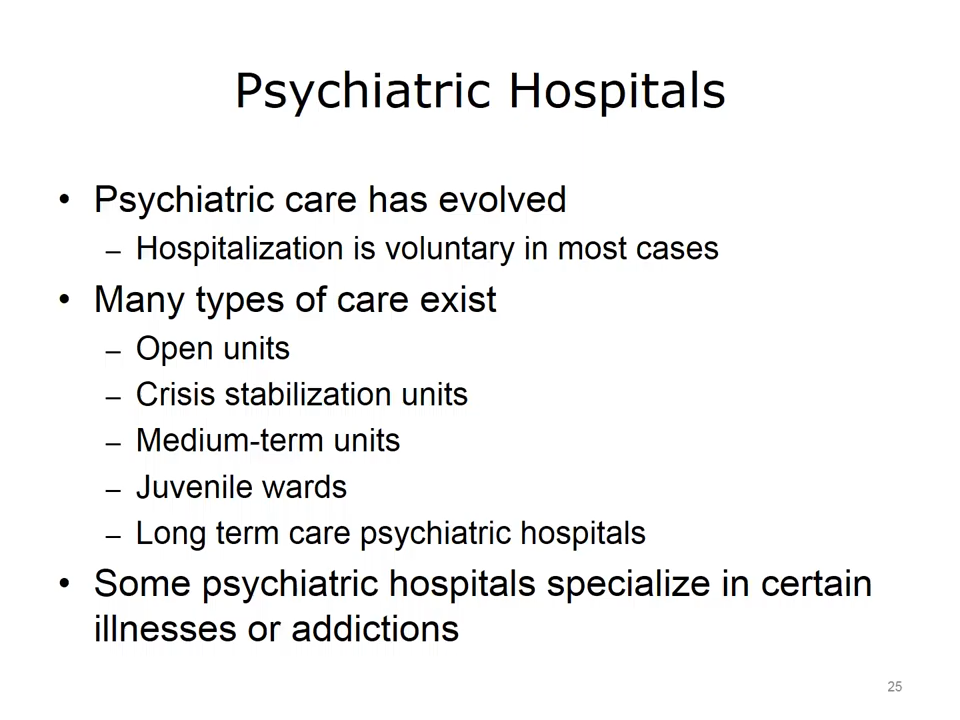 Psychiatric Hospitals
• Psychiatric care has evolved
– Hospitalization is voluntary in most cases
• Many types of care exist
– Open units
– Crisis stabilization units
– Medium-term units
– Juvenile wards
– Long term care psychiatric hospitals
• Some psychiatric hospitals specialize in certain
illnesses or addictions
25